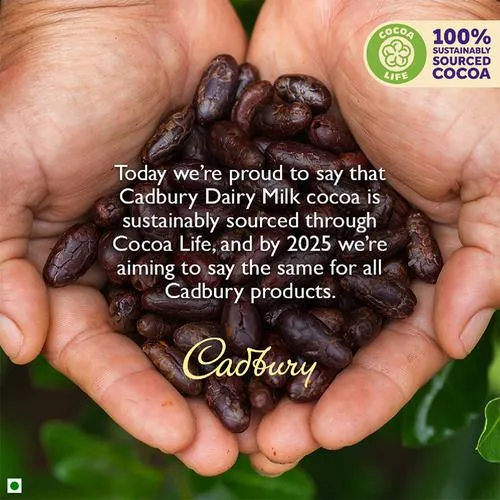 COCOA
LIFE
100%
SUSTAINABLY
SOURCED
COCOA
Today we're proud to say that
Cadbury Dairy Milk cocoa is
sustainably sourced through
Cocoa Life, and by 2025 we're
aiming to say the same for all
Cadbury products.
Cadbury